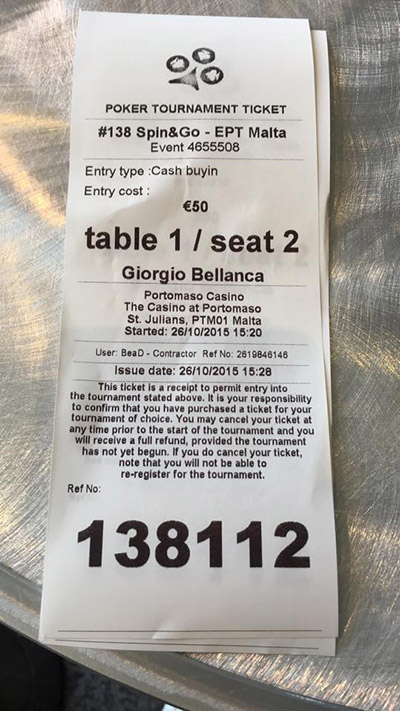 POKER TOURNAMENT TICKET
#138 Spin&Go - EPT Malta
Event 4655508
Entry type :Cash buyin
Entry cost :
€50
table 1 / seat 2
Giorgio Bellanca
Portomaso Casino
The Casino at Portomaso
St. Julians, PTM01 Malta
Started: 26/10/2015 15:20
User: BeaD - Contractor Ref No: 2619846146
Issue date: 26/10/2015 15:28
This ticket is a receipt to permit entry into
the tournament stated above. It is your responsibility
to confirm that you have purchased a ticket for your
tournament of choice. You may cancel your ticket at
any time prior to the start of the tournament and you
will receive a full refund, provided the tournament
has not yet begun. If you do cancel your ticket,
note that you will not be able to
re-register for the tournament.
Ref No:
138112